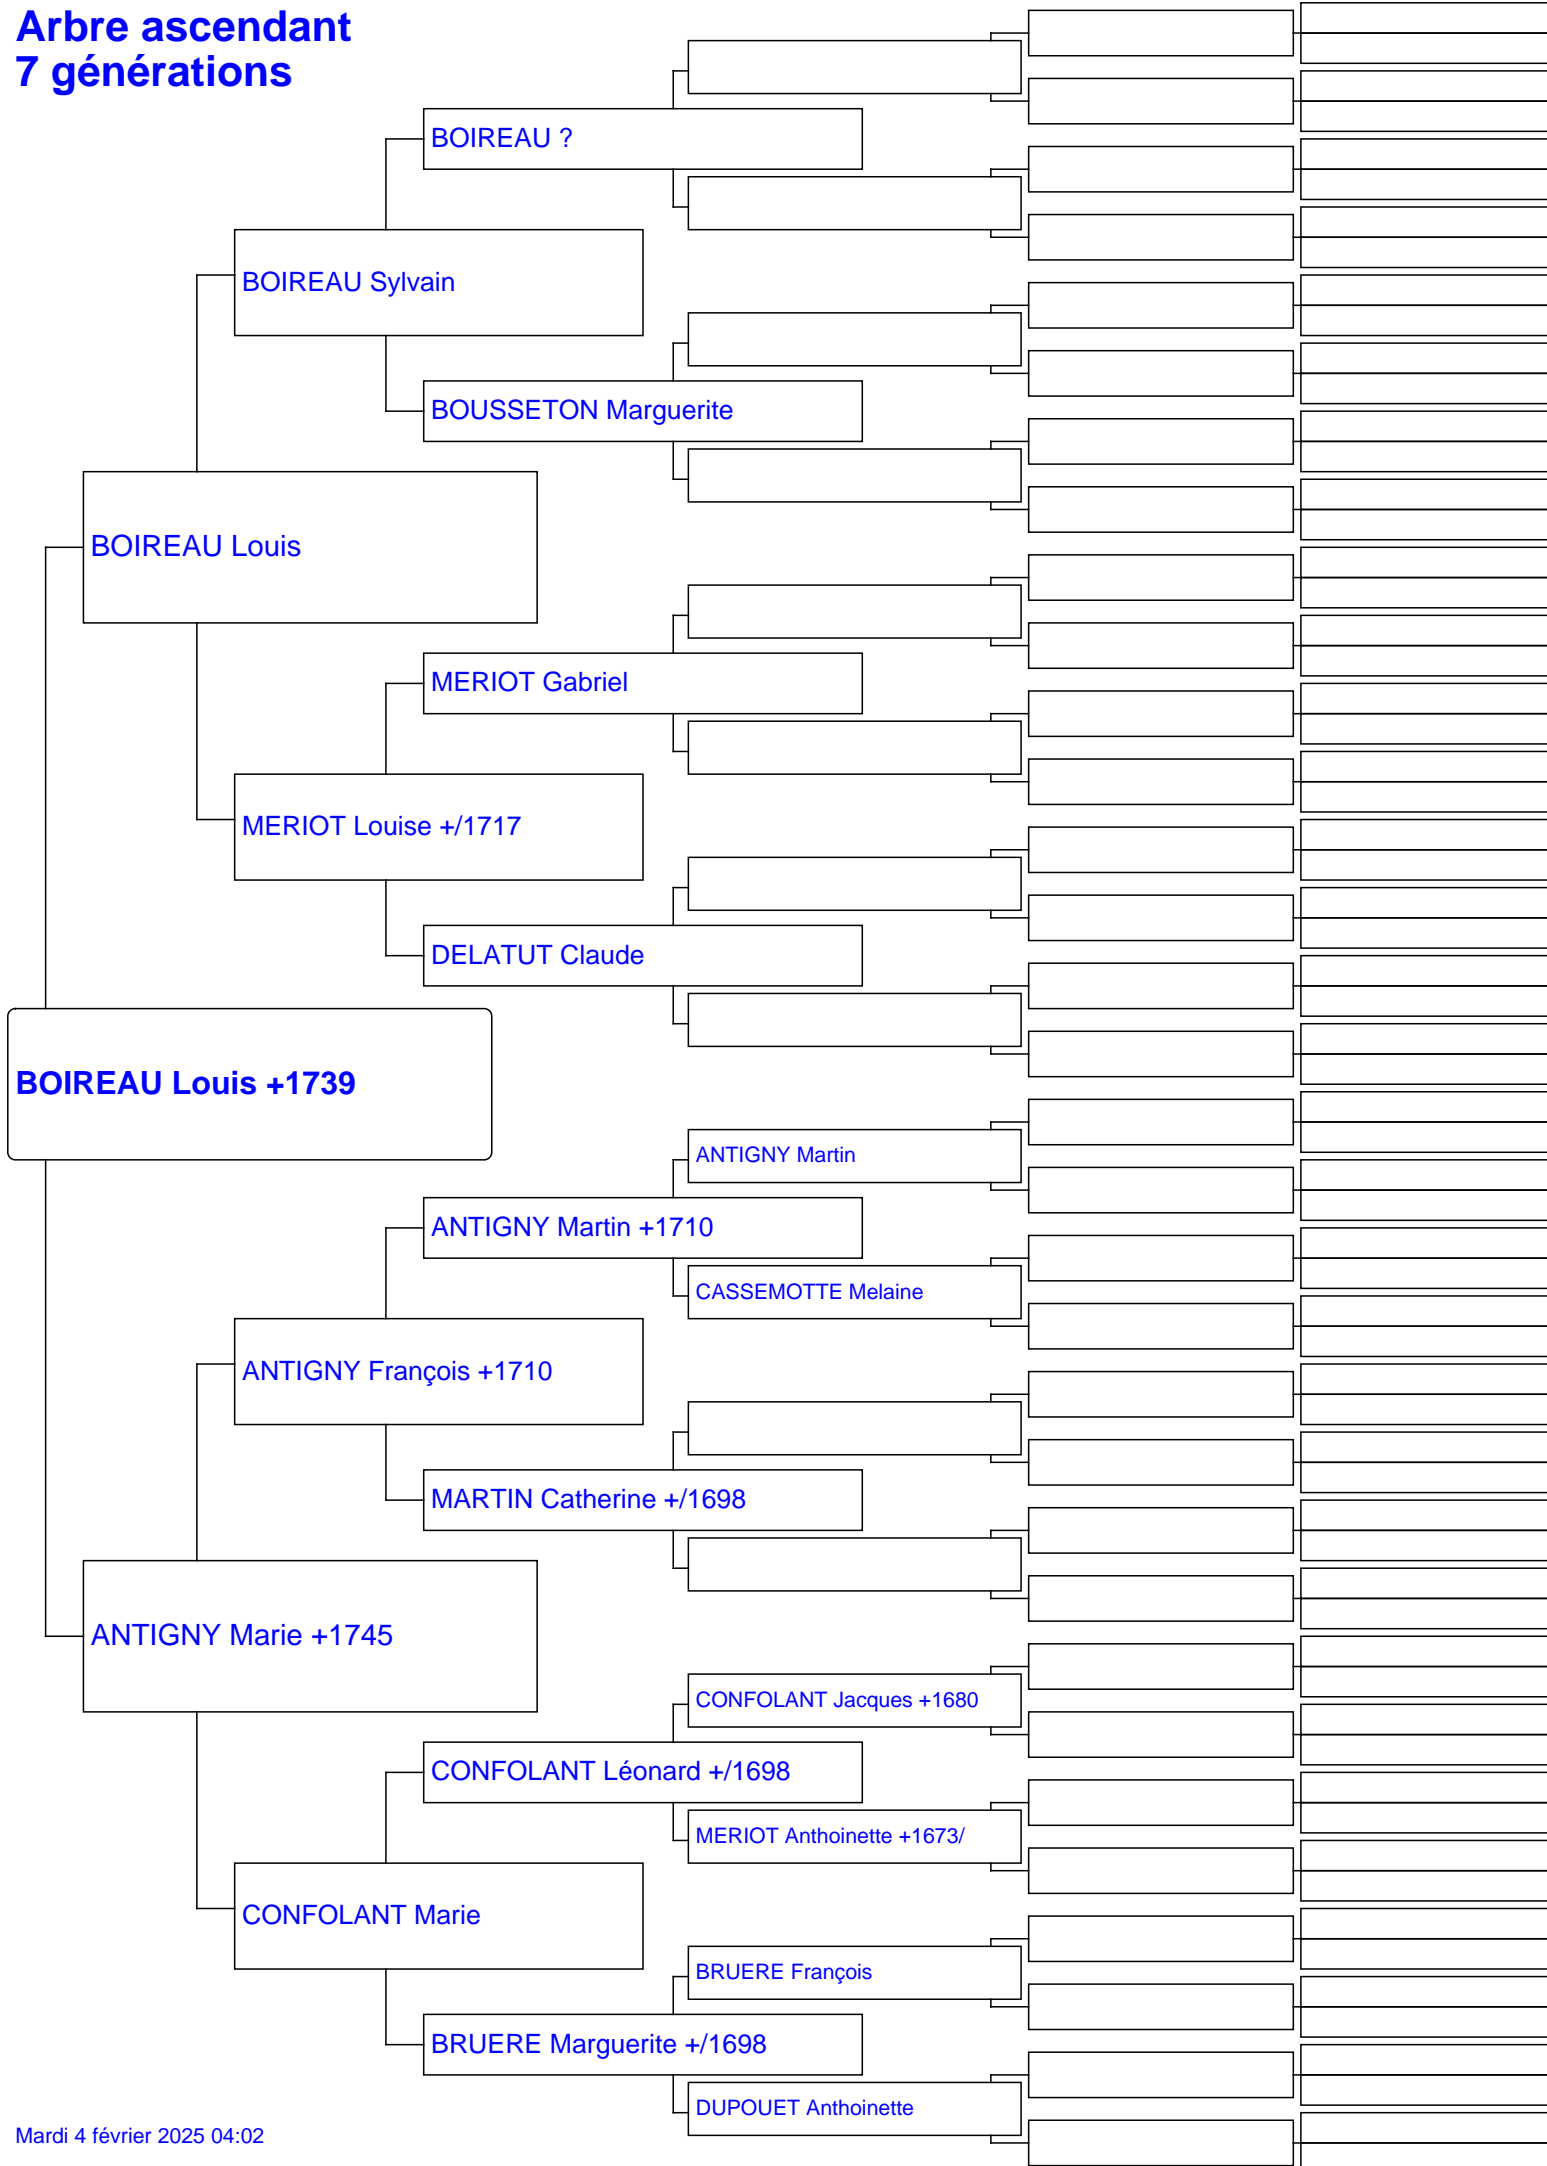 Arbre ascendant
7 générations
BOIREAU ?
BOIREAU Sylvain
BOUSSETON Marguerite
BOIREAU Louis
MERIOT Gabriel
MERIOT Louise +/1717
DELATUT Claude
BOIREAU Louis +1739
ANTIGNY Martin
ANTIGNY Martin +1710
CASSEMOTTE Melaine
ANTIGNY François +1710
MARTIN Catherine +/1698
ANTIGNY Marie +1745
CONFOLANT Jacques +1680
CONFOLANT Léonard +/1698
MERIOT Anthoinette +1673/
CONFOLANT Marie
BRUERE François
BRUERE Marguerite +/1698
DUPOUET Anthoinette
Mardi 4 février 2025 04:02